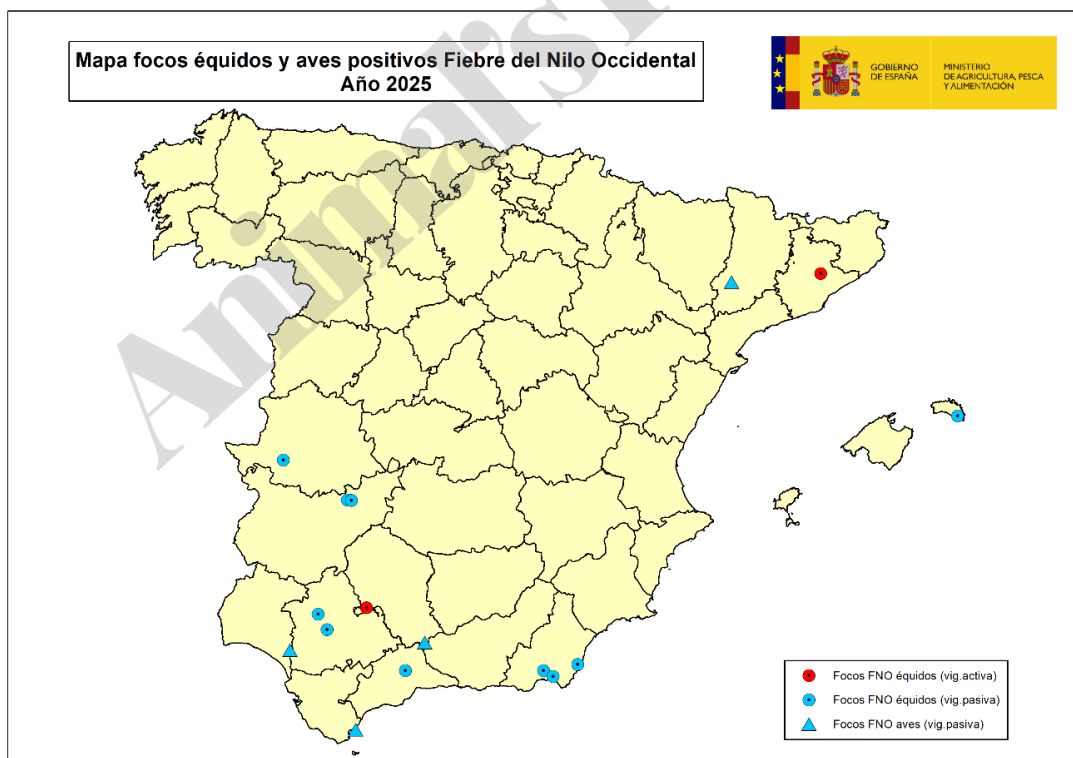 Mapa focos équidos y aves positivos Fiebre del Nilo Occidental
Año 2025
GOBIERNO
DE ESPAÑA
MINISTERIO
DE AGRICULTURA, PESCA
Y ALIMENTACIÓN
Animal's
Focos FNO équidos (vig.activa)
Focos FNO équidos (vig.pasiva)
Focos FNO aves (vig.pasiva)